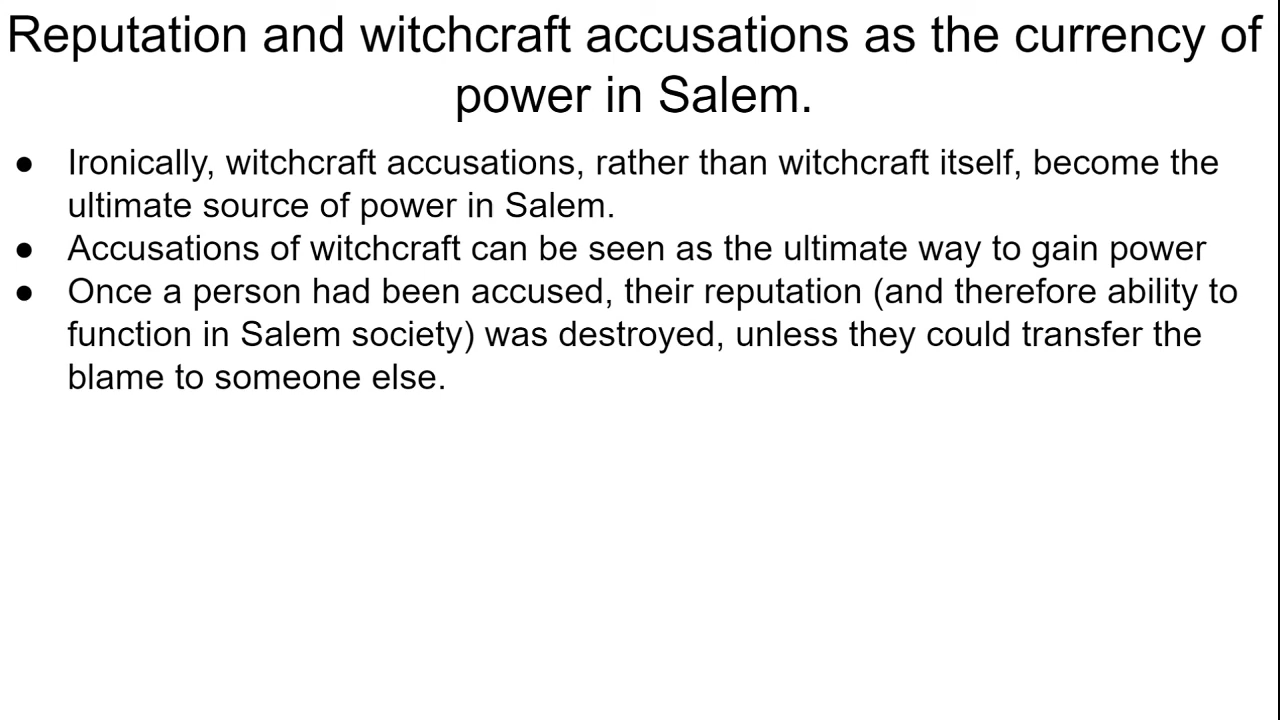 Reputation and witchcraft accusations as the currency of
power in Salem.
● Ironically, witchcraft accusations, rather than witchcraft itself, become the
ultimate source of power in Salem.
● Accusations of witchcraft can be seen as the ultimate way to gain power
● Once a person had been accused, their reputation (and therefore ability to
function in Salem society) was destroyed, unless they could transfer the
blame to someone else.